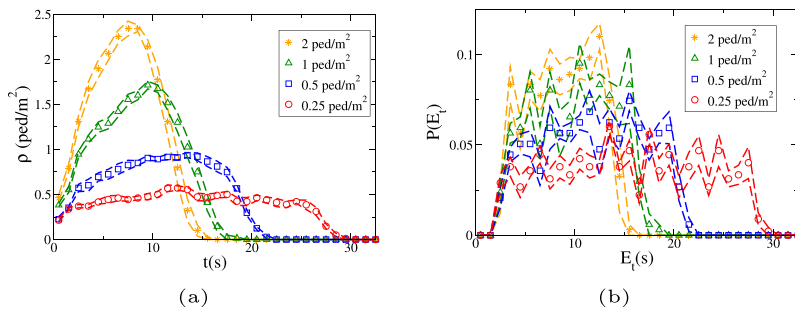 2.5
2
1.5
1
0.5
0
ρ (ped/m²)
2 ped/m²
1 ped/m²
0.5 ped/m²
0.25 ped/m²
0 10 20 30
t(s)
(a)
0.1
0.05
0
P(Eₜ)
2 ped/m²
1 ped/m²
0.5 ped/m²
0.25 ped/m²
0 10 20 30
Eₜ(s)
(b)